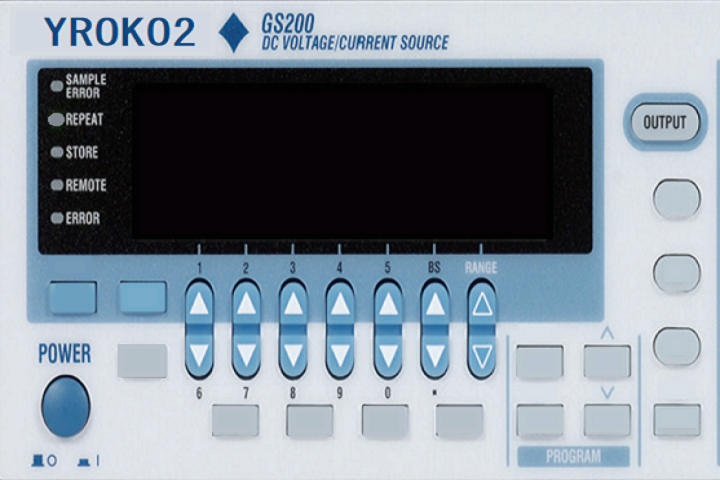 YROKO2
GS200
DC VOLTAGE/CURRENT SOURCE
SAMPLE
ERROR
REPEAT
STORE
REMOTE
ERROR
OUTPUT
1 2 3 4 5 BS RANGE
POWER
6 7 8 9 0
PROGRAM
O I